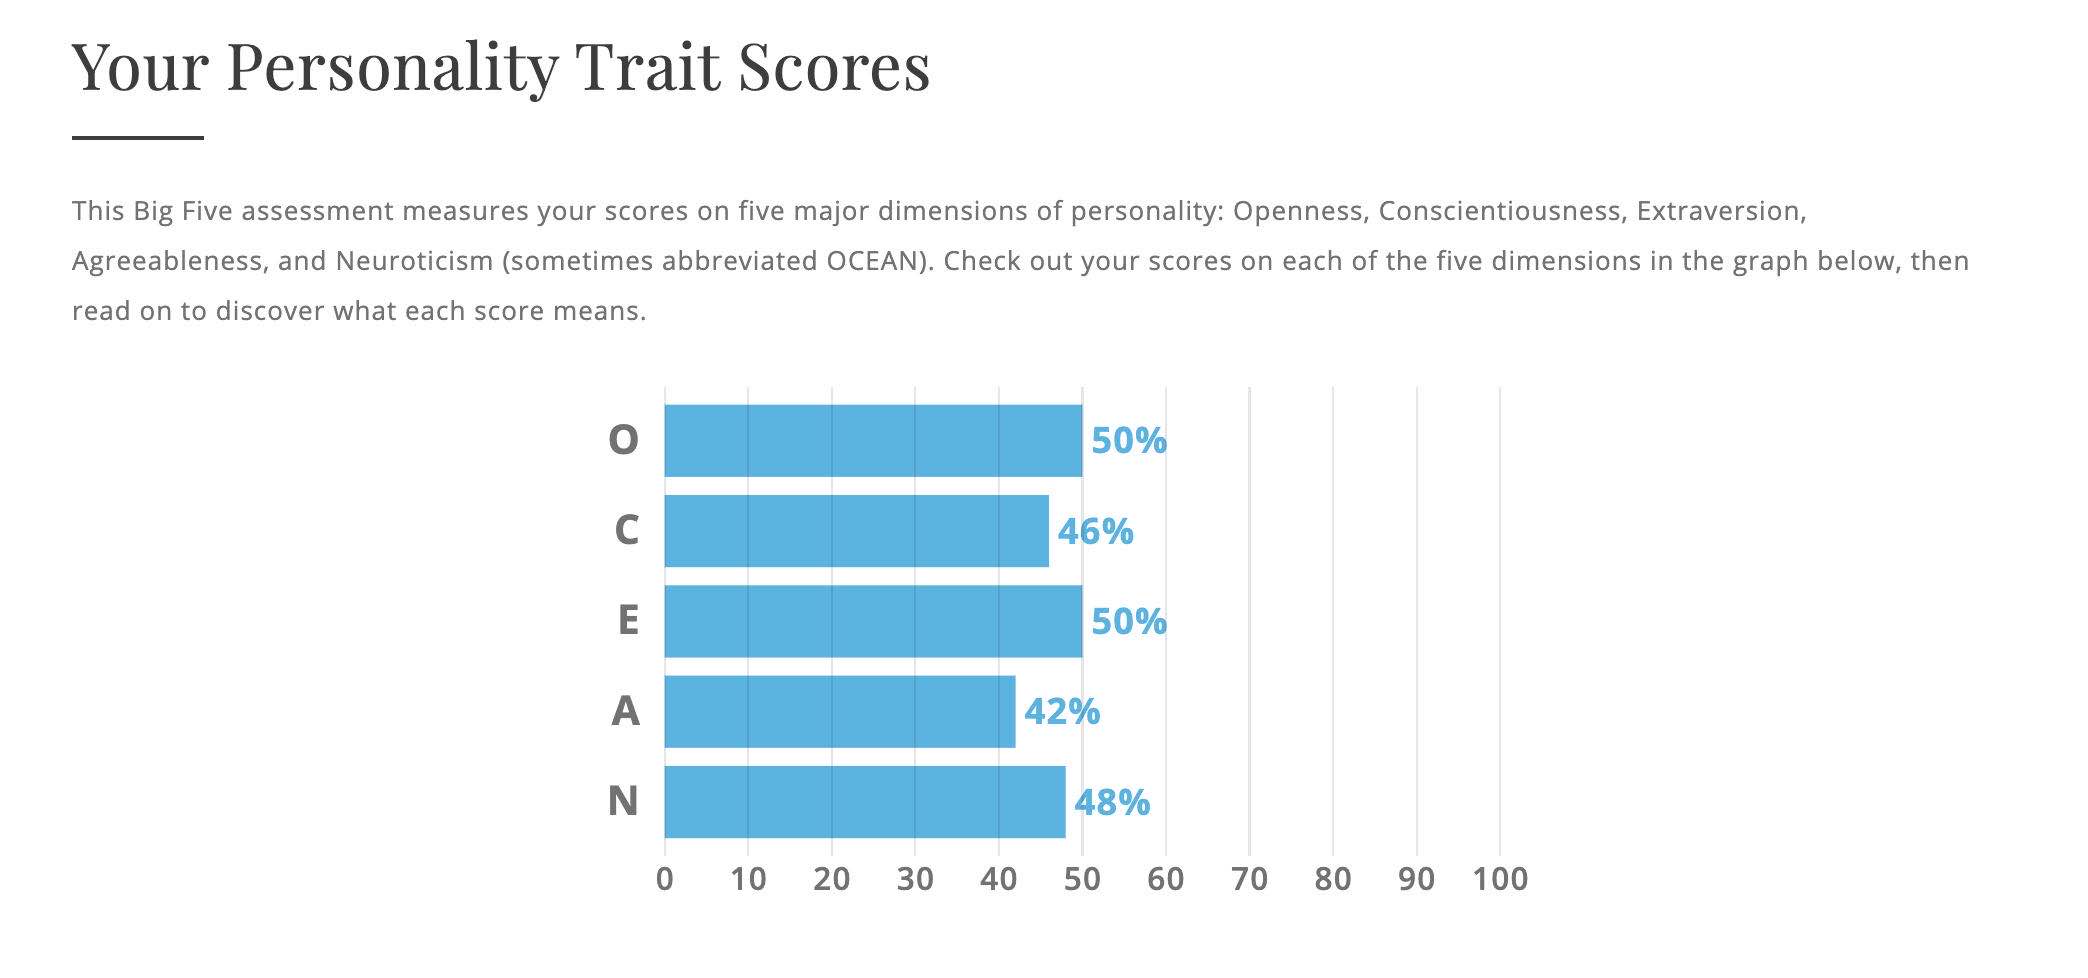 Your Personality Trait Scores
This Big Five assessment measures your scores on five major dimensions of personality: Openness, Conscientiousness, Extraversion,
Agreeableness, and Neuroticism (sometimes abbreviated OCEAN). Check out your scores on each of the five dimensions in the graph below, then
read on to discover what each score means.
O 50%
C 46%
E 50%
A 42%
N 48%
0 10 20 30 40 50 60 70 80 90 100